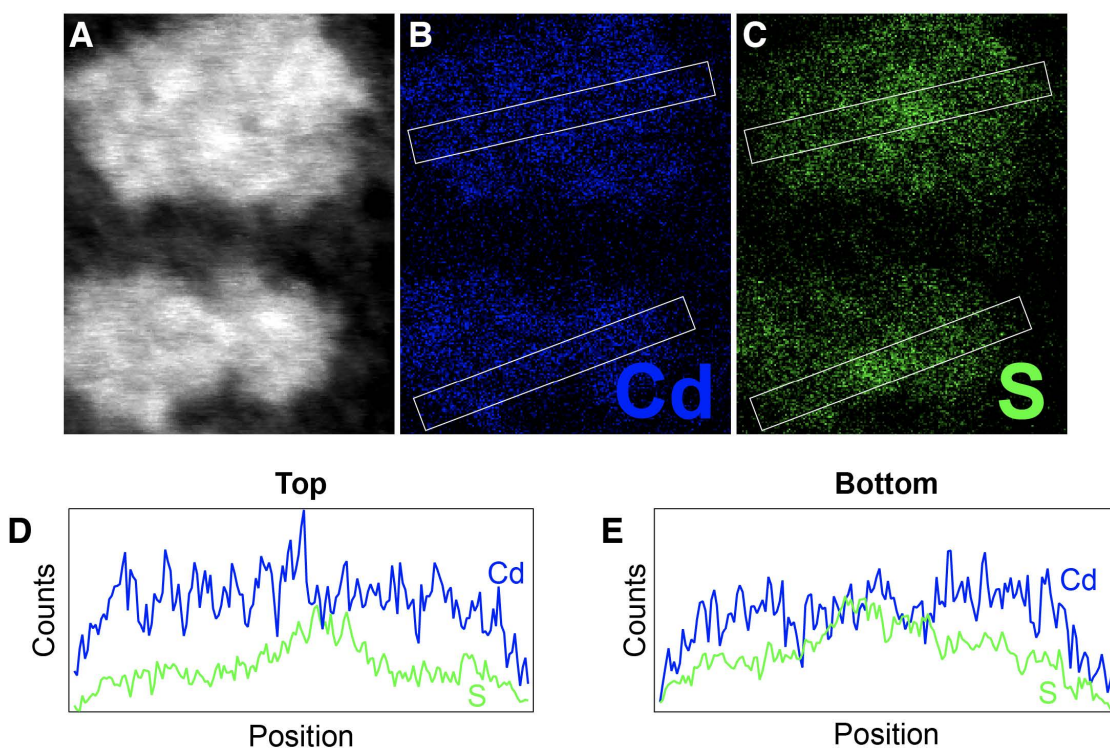 A
B
C
Cd
S
Top
Bottom
D
Counts
Cd
S
Position
E
Counts
Cd
S
Position